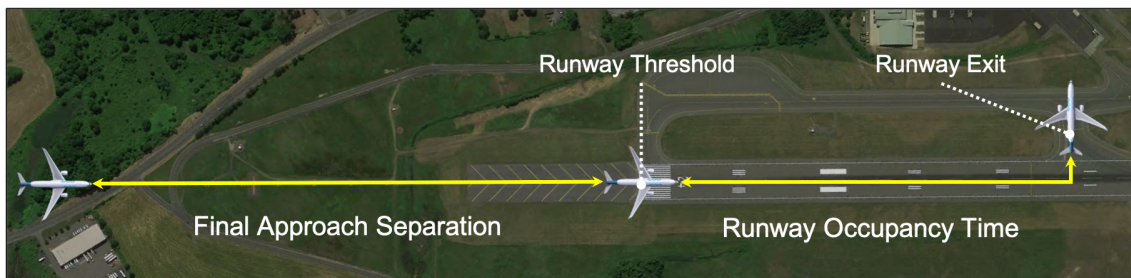 Runway Threshold
Runway Exit
Final Approach Separation
Runway Occupancy Time